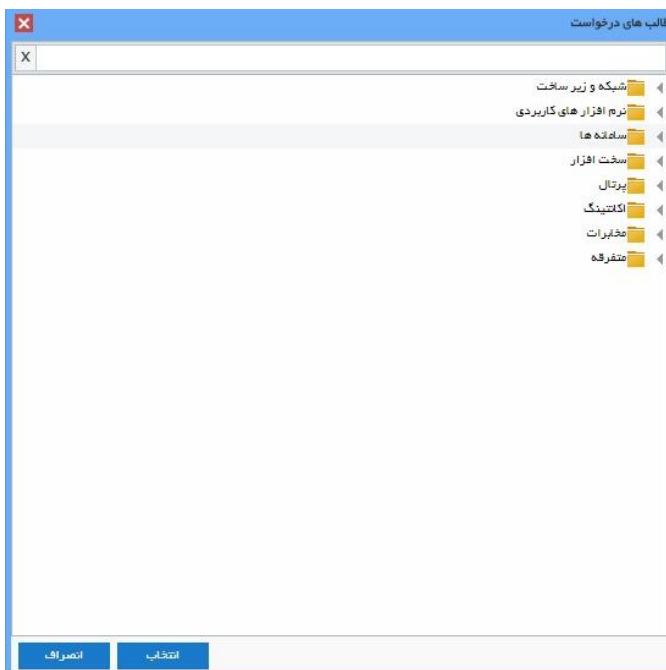 قالب های درخواست
X
شبکه و زیر ساخت
نرم افزار های کاربردی
سامانه ها
سخت افزار
پرتال
اکانتینگ
مخابرات
متفرقه
انتخاب
انصراف